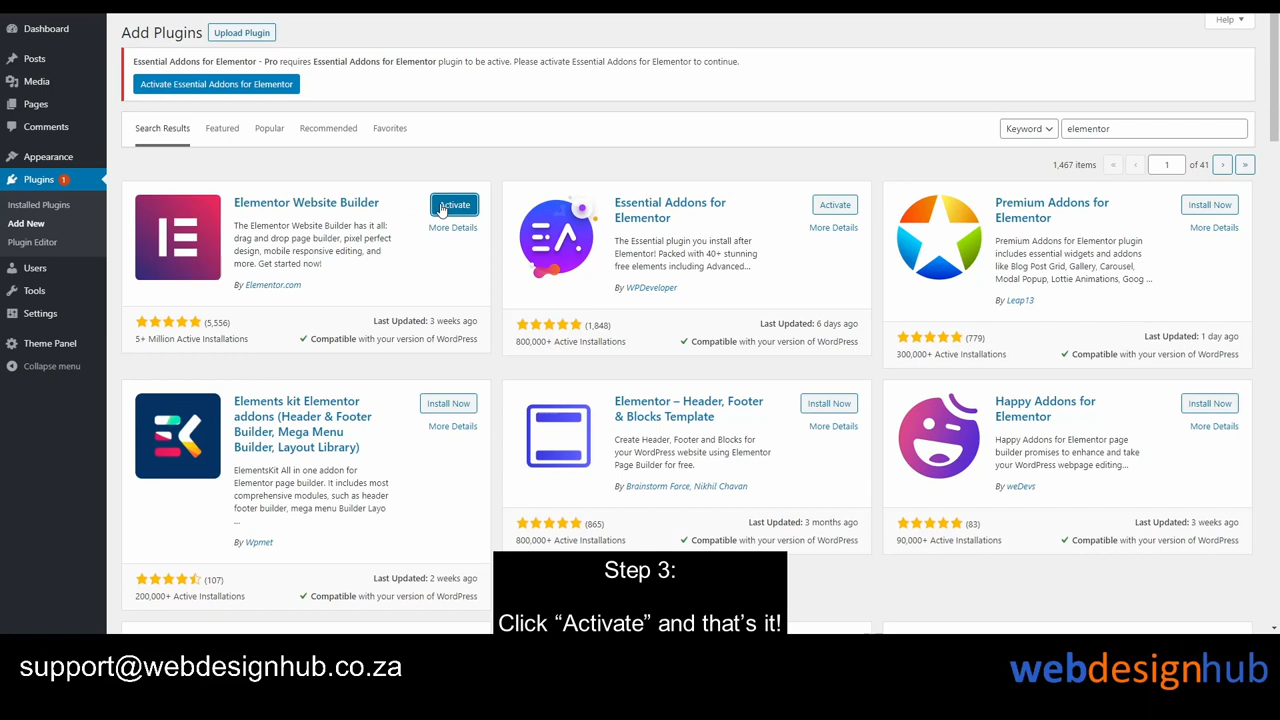 Dashboard
Posts
Media
Pages
Comments
Appearance
Plugins 1
Installed Plugins
Add New
Plugin Editor
Users
Tools
Settings
Theme Panel
Collapse menu
Add Plugins
Upload Plugin
Help
Essential Addons for Elementor - Pro requires Essential Addons for Elementor plugin to be active. Please activate Essential Addons for Elementor to continue.
Activate Essential Addons for Elementor
Search Results Featured Popular Recommended Favorites
Keyword elementor
1,467 items « ‹ 1 of 41 › »
Elementor Website Builder
Activate
More Details
The Elementor Website Builder has it all:
drag and drop page builder, pixel perfect
design, mobile responsive editing, and
more. Get started now!
By Elementor.com
(5,556)
Last Updated: 3 weeks ago
5+ Million Active Installations
Compatible with your version of WordPress
EA
Essential Addons for
Elementor
Activate
More Details
The Essential plugin you install after
Elementor! Packed with 40+ stunning
free elements including Advanced...
By WPDeveloper
(1,848)
Last Updated: 6 days ago
800,000+ Active Installations
Compatible with your version of WordPress
Premium Addons for
Elementor
Install Now
More Details
Premium Addons for Elementor plugin
includes essential widgets and addons
like Blog Post Grid, Gallery, Carousel,
Modal Popup, Lottie Animations, Goog ...
By Leap13
(779)
Last Updated: 1 day ago
300,000+ Active Installations
Compatible with your version of WordPress
Elements kit Elementor
addons (Header & Footer
Builder, Mega Menu
Builder, Layout Library)
Install Now
More Details
ElementsKit All in one addon for
Elementor page builder. It includes most
comprehensive modules, such as header
footer builder, mega menu Builder Layo
...
By Wpmet
(107)
Last Updated: 2 weeks ago
200,000+ Active Installations
Compatible with your version of WordPress
Elementor – Header, Footer
& Blocks Template
Install Now
More Details
Create Header, Footer and Blocks for
your WordPress website using Elementor
Page Builder for free.
By Brainstorm Force, Nikhil Chavan
(865)
Last Updated: 3 months ago
800,000+ Active Installations
Compatible with your version of WordPress
Happy Addons for
Elementor
Install Now
More Details
Happy Addons for Elementor page
builder promises to enhance and take
your WordPress webpage editing...
By weDevs
(83)
Last Updated: 3 weeks ago
90,000+ Active Installations
Compatible with your version of WordPress
Step 3:
Click “Activate” and that’s it!
support@webdesignhub.co.za
webdesignhub